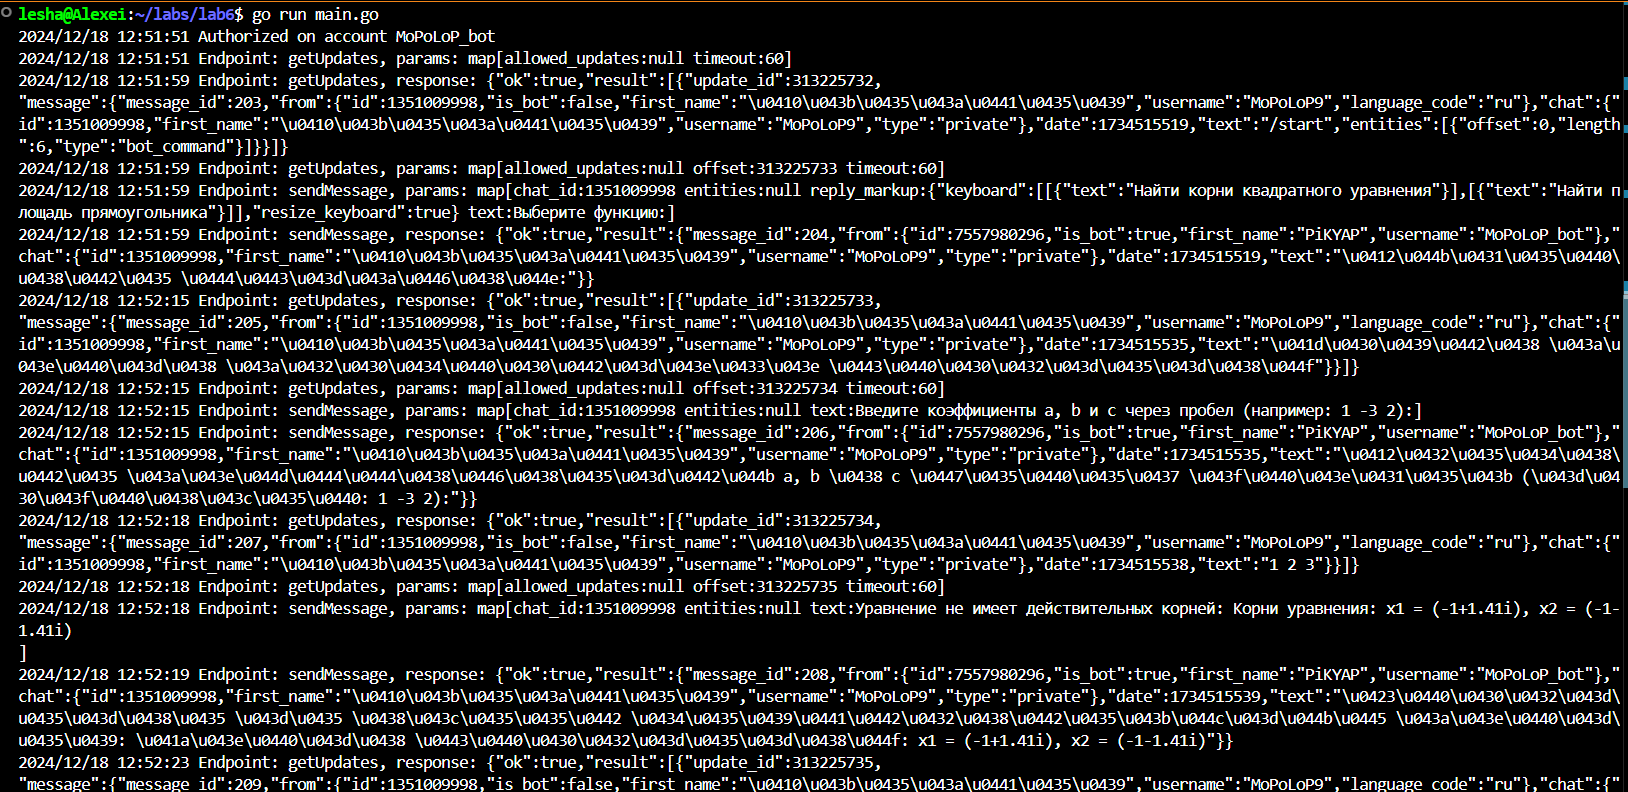 lesha@Alexei:~/labs/lab6$ go run main.go
2024/12/18 12:51:51 Authorized on account MoPoLoP_bot
2024/12/18 12:51:51 Endpoint: getUpdates, params: map[allowed_updates:null timeout:60]
2024/12/18 12:51:59 Endpoint: getUpdates, response: {"ok":true,"result":[{"update_id":313225732,
"message":{"message_id":203,"from":{"id":1351009998,"is_bot":false,"first_name":"\u0410\u043b\u0435\u043a\u0441\u0435\u0439","username":"MoPoLoP9","language_code":"ru"},"chat":{"
id":1351009998,"first_name":"\u0410\u043b\u0435\u043a\u0441\u0435\u0439","username":"MoPoLoP9","type":"private"},"date":1734515519,"text":"/start","entities":[{"offset":0,"length
":6,"type":"bot_command"}]}}]}
2024/12/18 12:51:59 Endpoint: getUpdates, params: map[allowed_updates:null offset:313225733 timeout:60]
2024/12/18 12:51:59 Endpoint: sendMessage, params: map[chat_id:1351009998 entities:null reply_markup:{"keyboard":[[{"text":"Найти корни квадратного уравнения"}],[{"text":"Найти п
лощадь прямоугольника"}]],"resize_keyboard":true} text:Выберите функцию:]
2024/12/18 12:51:59 Endpoint: sendMessage, response: {"ok":true,"result":{"message_id":204,"from":{"id":7557980296,"is_bot":true,"first_name":"PiKYAP","username":"MoPoLoP_bot"},"
chat":{"id":1351009998,"first_name":"\u0410\u043b\u0435\u043a\u0441\u0435\u0439","username":"MoPoLoP9","type":"private"},"date":1734515519,"text":"\u0412\u044b\u0431\u0435\u0440\
u0438\u0442\u0435 \u0444\u0443\u043d\u043a\u0446\u0438\u044e:"}}
2024/12/18 12:52:15 Endpoint: getUpdates, response: {"ok":true,"result":[{"update_id":313225733,
"message":{"message_id":205,"from":{"id":1351009998,"is_bot":false,"first_name":"\u0410\u043b\u0435\u043a\u0441\u0435\u0439","username":"MoPoLoP9","language_code":"ru"},"chat":{"
id":1351009998,"first_name":"\u0410\u043b\u0435\u043a\u0441\u0435\u0439","username":"MoPoLoP9","type":"private"},"date":1734515535,"text":"\u041d\u0430\u0439\u0442\u0438 \u043a\u
043e\u0440\u043d\u0438 \u043a\u0432\u0430\u0434\u0440\u0430\u0442\u043d\u043e\u0433\u043e \u0443\u0440\u0430\u0432\u043d\u0435\u043d\u0438\u044f"}}]}
2024/12/18 12:52:15 Endpoint: getUpdates, params: map[allowed_updates:null offset:313225734 timeout:60]
2024/12/18 12:52:15 Endpoint: sendMessage, params: map[chat_id:1351009998 entities:null text:Введите коэффициенты a, b и c через пробел (например: 1 -3 2):]
2024/12/18 12:52:15 Endpoint: sendMessage, response: {"ok":true,"result":{"message_id":206,"from":{"id":7557980296,"is_bot":true,"first_name":"PiKYAP","username":"MoPoLoP_bot"},"
chat":{"id":1351009998,"first_name":"\u0410\u043b\u0435\u043a\u0441\u0435\u0439","username":"MoPoLoP9","type":"private"},"date":1734515535,"text":"\u0412\u0432\u0435\u0434\u0438\
u0442\u0435 \u043a\u043e\u044d\u0444\u0444\u0438\u0446\u0438\u0435\u043d\u0442\u044b a, b \u0438 c \u0447\u0435\u0440\u0435\u0437 \u043f\u0440\u043e\u0431\u0435\u043b (\u043d\u04
30\u043f\u0440\u0438\u043c\u0435\u0440: 1 -3 2):"}}
2024/12/18 12:52:18 Endpoint: getUpdates, response: {"ok":true,"result":[{"update_id":313225734,
"message":{"message_id":207,"from":{"id":1351009998,"is_bot":false,"first_name":"\u0410\u043b\u0435\u043a\u0441\u0435\u0439","username":"MoPoLoP9","language_code":"ru"},"chat":{"
id":1351009998,"first_name":"\u0410\u043b\u0435\u043a\u0441\u0435\u0439","username":"MoPoLoP9","type":"private"},"date":1734515538,"text":"1 2 3"}}]}
2024/12/18 12:52:18 Endpoint: getUpdates, params: map[allowed_updates:null offset:313225735 timeout:60]
2024/12/18 12:52:18 Endpoint: sendMessage, params: map[chat_id:1351009998 entities:null text:Уравнение не имеет действительных корней: Корни уравнения: x1 = (-1+1.41i), x2 = (-1-
1.41i)
]
2024/12/18 12:52:19 Endpoint: sendMessage, response: {"ok":true,"result":{"message_id":208,"from":{"id":7557980296,"is_bot":true,"first_name":"PiKYAP","username":"MoPoLoP_bot"},"
chat":{"id":1351009998,"first_name":"\u0410\u043b\u0435\u043a\u0441\u0435\u0439","username":"MoPoLoP9","type":"private"},"date":1734515539,"text":"\u0423\u0440\u0430\u0432\u043d\
u0435\u043d\u0438\u0435 \u043d\u0435 \u0438\u043c\u0435\u0435\u0442 \u0434\u0435\u0439\u0441\u0442\u0432\u0438\u0442\u0435\u043b\u044c\u043d\u044b\u0445 \u043a\u043e\u0440\u043d\
u0435\u0439: \u041a\u043e\u0440\u043d\u0438 \u0443\u0440\u0430\u0432\u043d\u0435\u043d\u0438\u044f: x1 = (-1+1.41i), x2 = (-1-1.41i)"}}
2024/12/18 12:52:23 Endpoint: getUpdates, response: {"ok":true,"result":[{"update_id":313225735,
"message":{"message_id":209,"from":{"id":1351009998,"is_bot":false,"first_name":"\u0410\u043b\u0435\u043a\u0441\u0435\u0439","username":"MoPoLoP9","language_code":"ru"},"chat":{"